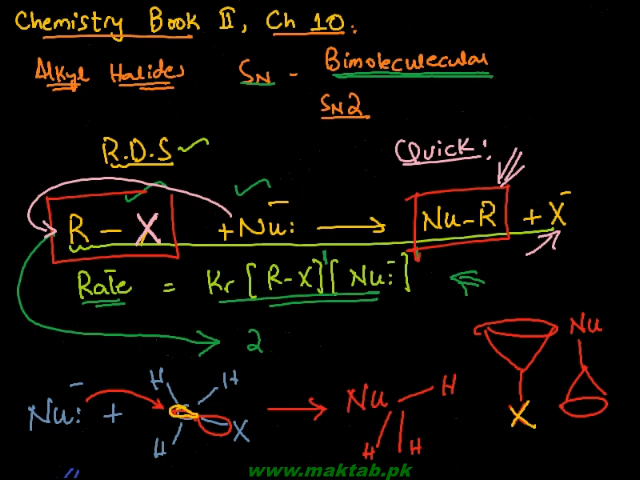 Chemistry Book II, Ch 10.
Alkyl Halides SN - Bimoleculecular
SN2
R.D.S
Quick:
R - X + Nu:⁻ → Nu-R + X⁻
Rate = Kr [R-X][Nu:⁻]
2
Nu
X
H H
Nu:⁻ + → Nu H
X
H H H
www.maktab.pk